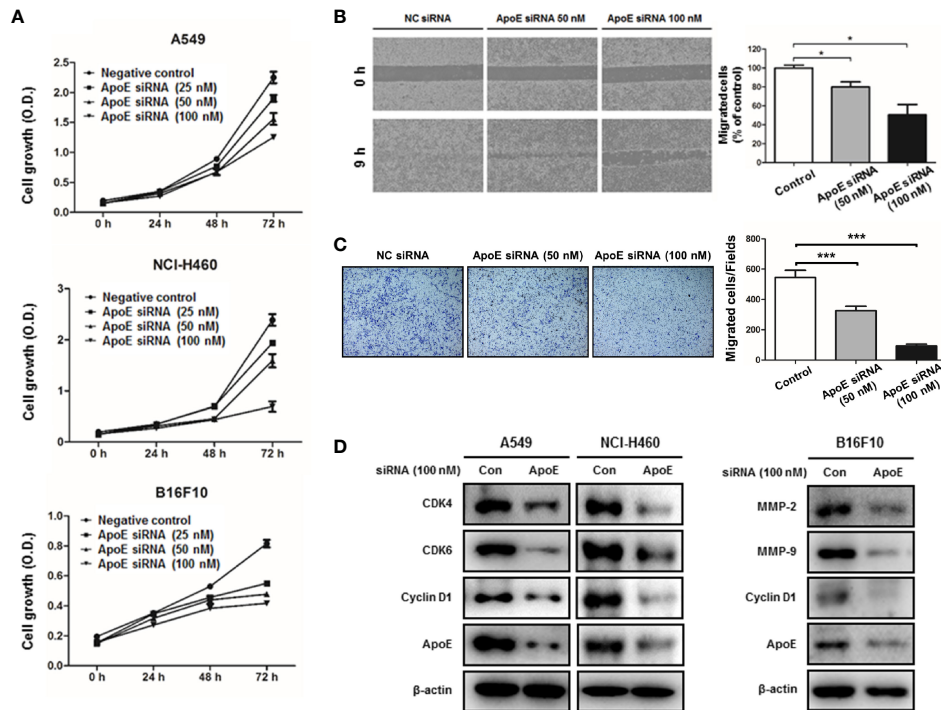 A
A549
Negative control
ApoE siRNA (25 nM)
ApoE siRNA (50 nM)
ApoE siRNA (100 nM)
Cell growth (O.D.)
2.5
2.0
1.5
1.0
0.5
0.0
0 h
24 h
48 h
72 h
NCI-H460
Negative control
ApoE siRNA (25 nM)
ApoE siRNA (50 nM)
ApoE siRNA (100 nM)
Cell growth (O.D.)
3
2
1
0
0 h
24 h
48 h
72 h
B16F10
Negative control
ApoE siRNA (25 nM)
ApoE siRNA (50 nM)
ApoE siRNA (100 nM)
Cell growth (O.D.)
1.0
0.8
0.6
0.4
0.2
0.0
0 h
24 h
48 h
72 h
B
NC siRNA
ApoE siRNA 50 nM
ApoE siRNA 100 nM
0 h
9 h
Migrated cells
(% of control)
140
120
100
80
60
40
20
0
*
*
Control
ApoE siRNA
(50 nM)
ApoE siRNA
(100 nM)
C
NC siRNA
ApoE siRNA (50 nM)
ApoE siRNA (100 nM)
Migrated cells/Fields
800
600
400
200
0
***
***
Control
ApoE siRNA
(50 nM)
ApoE siRNA
(100 nM)
D
A549
NCI-H460
siRNA (100 nM)
Con
ApoE
Con
ApoE
CDK4
CDK6
Cyclin D1
ApoE
β-actin
B16F10
siRNA (100 nM)
Con
ApoE
MMP-2
MMP-9
Cyclin D1
ApoE
β-actin